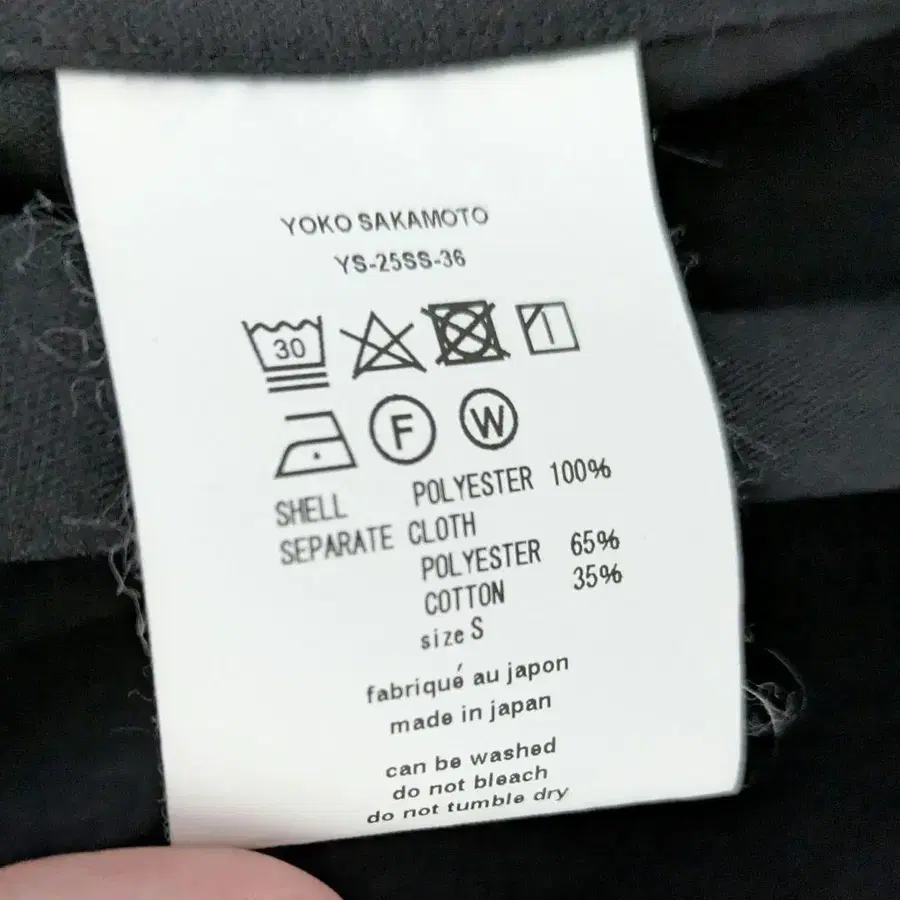 YOKO SAKAMOTO
YS-25SS-36
30
F W
SHELL POLYESTER 100%
SEPARATE CLOTH
POLYESTER 65%
COTTON 35%
size S
fabriqué au japon
made in japan
can be washed
do not bleach
do not tumble dry